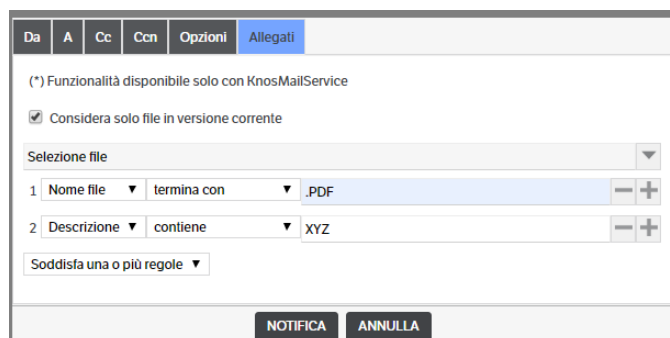 Da A Cc Ccn Opzioni Allegati
(*) Funzionalità disponibile solo con KnosMailService
Considera solo file in versione corrente
Selezione file
1 Nome file termina con .PDF
2 Descrizione contiene XYZ
Soddisfa una o più regole
NOTIFICA ANNULLA